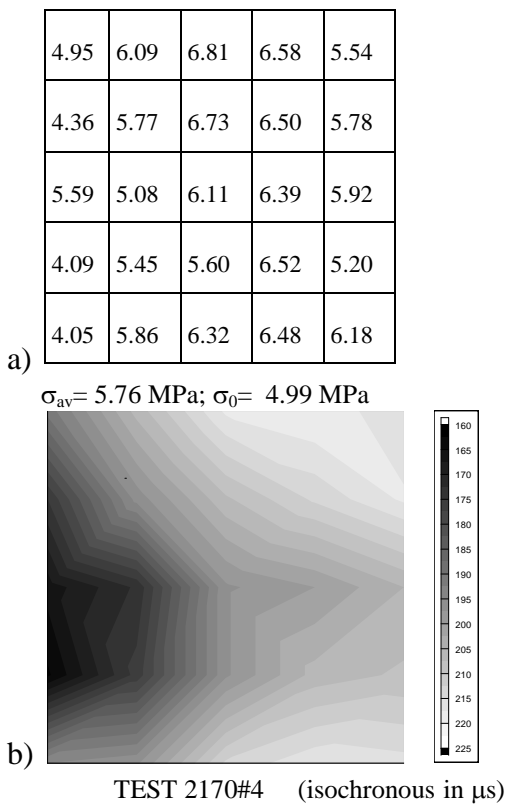 4.95 6.09 6.81 6.58 5.54
4.36 5.77 6.73 6.50 5.78
5.59 5.08 6.11 6.39 5.92
4.09 5.45 5.60 6.52 5.20
4.05 5.86 6.32 6.48 6.18
a)
σav= 5.76 MPa; σ0= 4.99 MPa
160
165
170
175
180
185
190
195
200
205
210
215
220
225
b)
TEST 2170#4 (isochronous in μs)